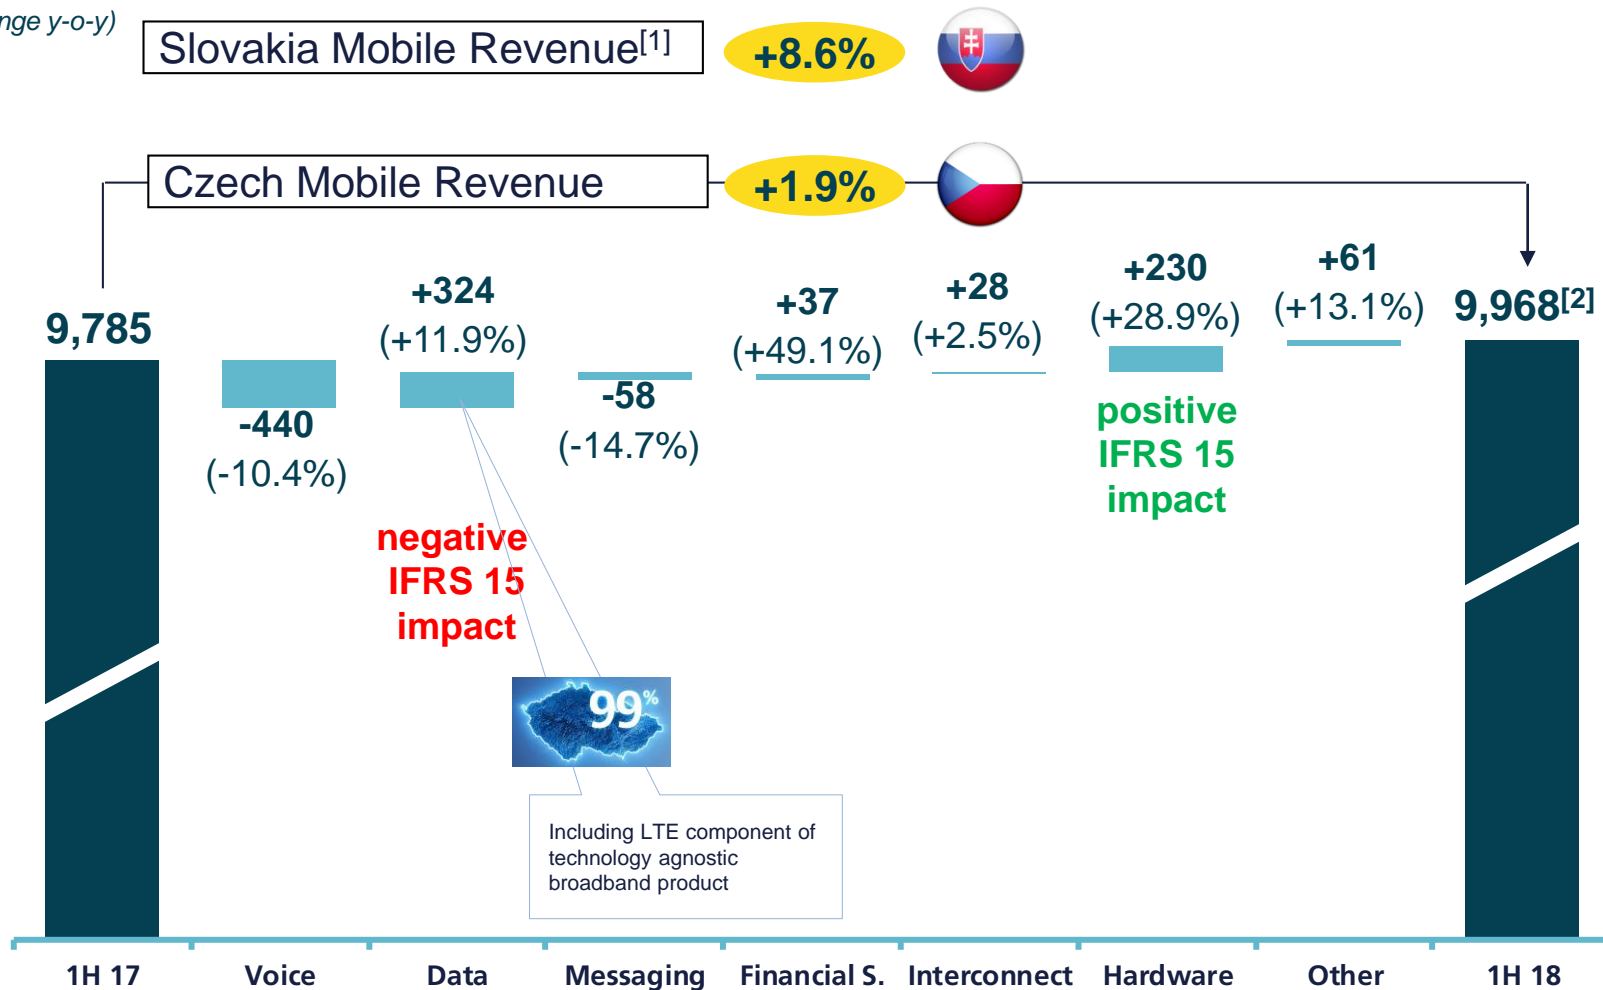 y-o-y)
Slovakia Mobile Revenue[1]
+8.6%
Czech Mobile Revenue
+1.9%
9,785
-440
(-10.4%)
+324
(+11.9%)
-58
(-14.7%)
+37
(+49.1%)
+28
(+2.5%)
+230
(+28.9%)
+61
(+13.1%)
9,968[2]
negative
IFRS 15
impact
positive
IFRS 15
impact
99%
Including LTE component of
technology agnostic
broadband product
1H 17
Voice
Data
Messaging
Financial S.
Interconnect
Hardware
Other
1H 18